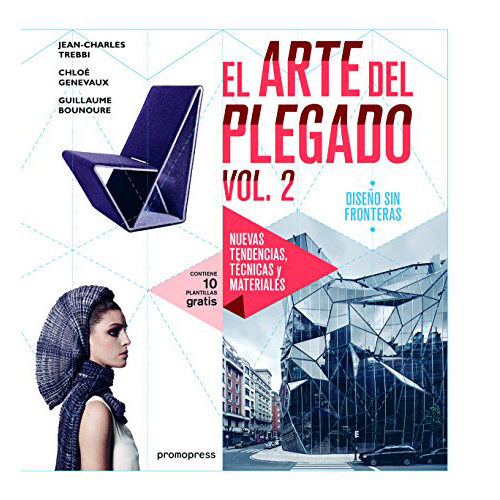 JEAN-CHARLES
TREBBI
CHLOÉ
GENEVAUX
GUILLAUME
BOUNOURE
EL ARTE DEL
PLEGADO
VOL. 2
DISEÑO SIN
FRONTERAS
NUEVAS
TENDENCIAS,
TÉCNICAS y
MATERIALES
CONTIENE
10
PLANTILLAS
gratis
promopress